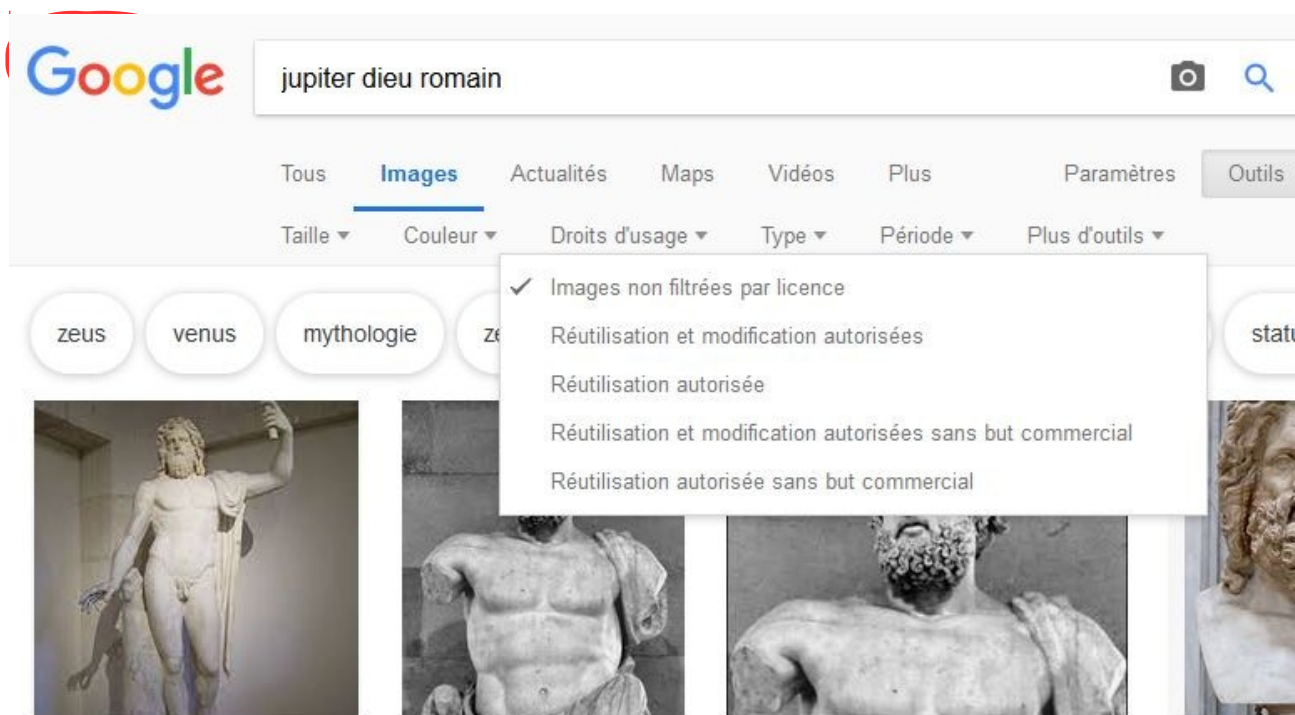 Google
jupiter dieu romain
Tous Images Actualités Maps Vidéos Plus Paramètres Outils
Taille Couleur Droits d'usage Type Période Plus d'outils
Images non filtrées par licence
Réutilisation et modification autorisées
Réutilisation autorisée
Réutilisation et modification autorisées sans but commercial
Réutilisation autorisée sans but commercial
zeus venus mythologie